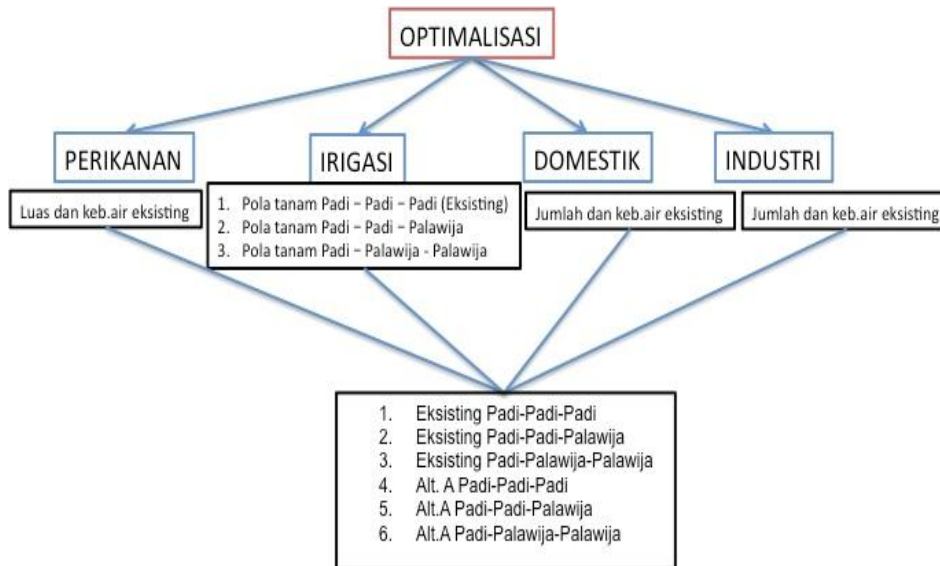 OPTIMALISASI
PERIKANAN
IRIGASI
DOMESTIK
INDUSTRI
Luas dan keb.air eksisting
1. Pola tanam Padi – Padi – Padi (Eksisting)
2. Pola tanam Padi – Padi – Palawija
3. Pola tanam Padi – Palawija - Palawija
Jumlah dan keb.air eksisting
Jumlah dan keb.air eksisting
1. Eksisting Padi-Padi-Padi
2. Eksisting Padi-Padi-Palawija
3. Eksisting Padi-Palawija-Palawija
4. Alt. A Padi-Padi-Padi
5. Alt.A Padi-Padi-Palawija
6. Alt.A Padi-Palawija-Palawija